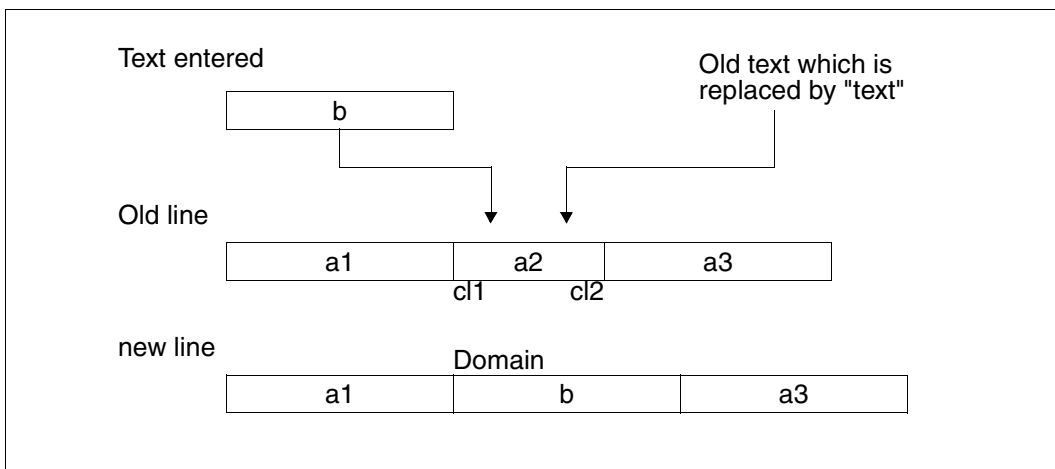 Text entered
Old text which is
replaced by "text"
b
Old line
a1 a2 a3
cl1 cl2
new line
Domain
a1 b a3